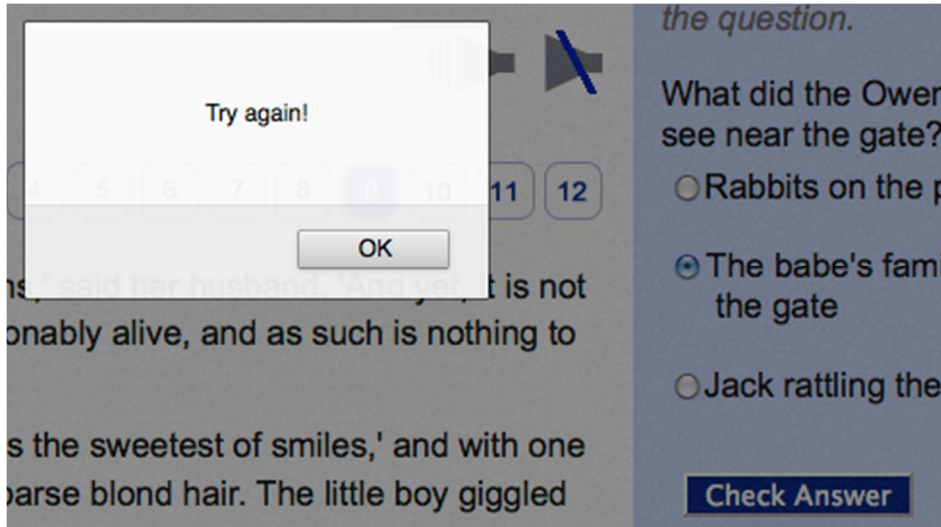 Try again!
OK
4 5 6 7 8 9 10 11 12
ns,' said her husband. 'And yet, it is not
onably alive, and as such is nothing to
s the sweetest of smiles,' and with one
parse blond hair. The little boy giggled
the question.
What did the Ower
see near the gate?
Rabbits on the p
The babe's fami
the gate
Jack rattling the
Check Answer